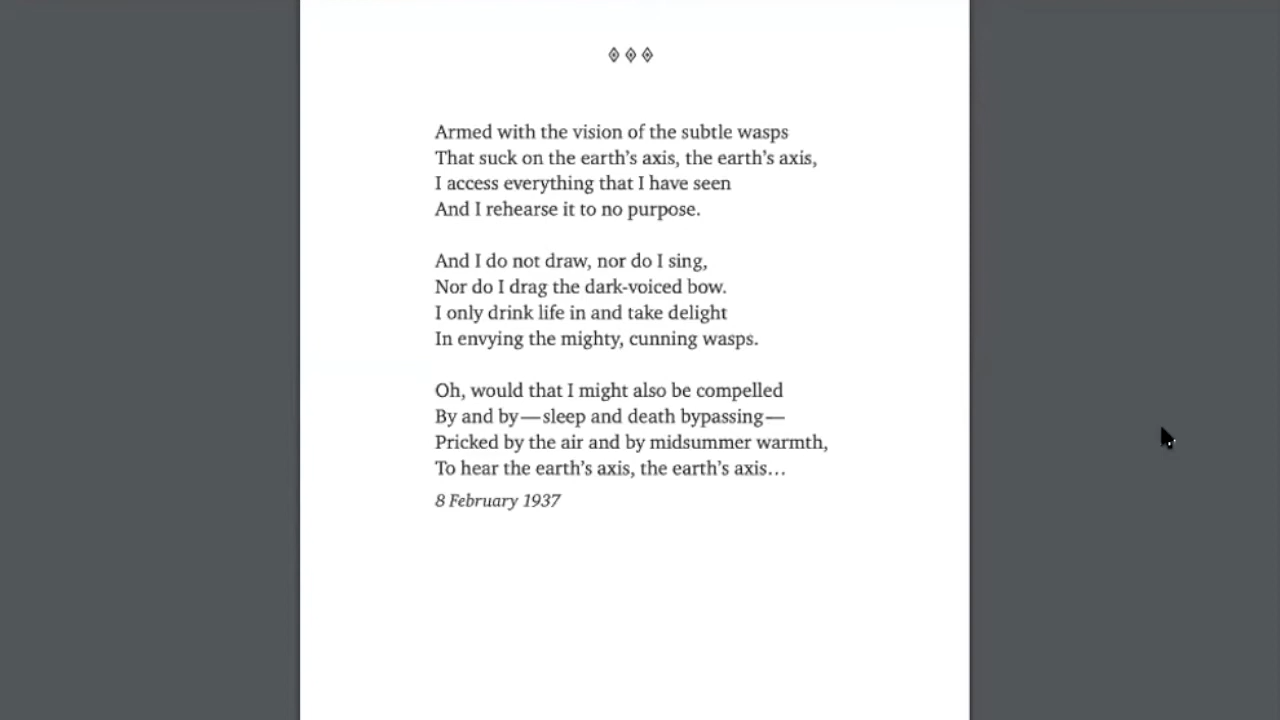 Armed with the vision of the subtle wasps
That suck on the earth’s axis, the earth’s axis,
I access everything that I have seen
And I rehearse it to no purpose.
And I do not draw, nor do I sing,
Nor do I drag the dark-voiced bow.
I only drink life in and take delight
In envying the mighty, cunning wasps.
Oh, would that I might also be compelled
By and by—sleep and death bypassing—
Pricked by the air and by midsummer warmth,
To hear the earth’s axis, the earth’s axis…
8 February 1937